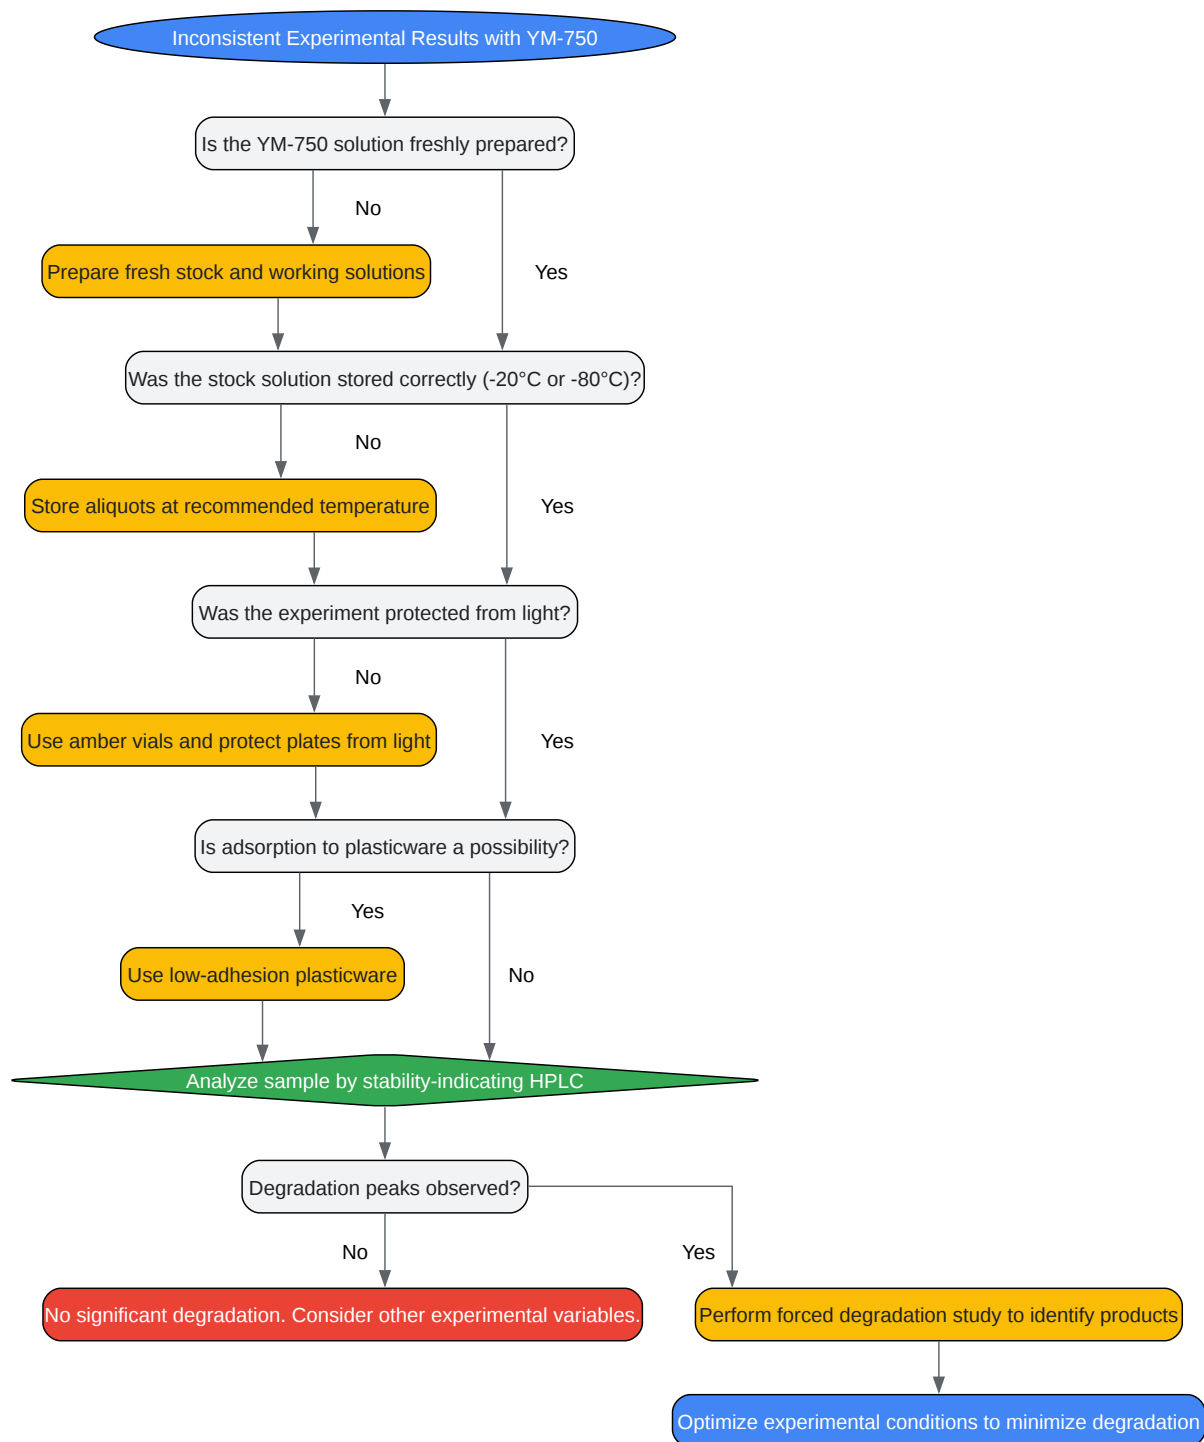 Inconsistent Experimental Results with YM-750
Is the YM-750 solution freshly prepared?
No
Prepare fresh stock and working solutions
Yes
Was the stock solution stored correctly (-20°C or -80°C)?
No
Store aliquots at recommended temperature
Yes
Was the experiment protected from light?
No
Use amber vials and protect plates from light
Yes
Is adsorption to plasticware a possibility?
Yes
Use low-adhesion plasticware
No
Analyze sample by stability-indicating HPLC
Degradation peaks observed?
No
Yes
No significant degradation. Consider other experimental variables.
Perform forced degradation study to identify products
Optimize experimental conditions to minimize degradation